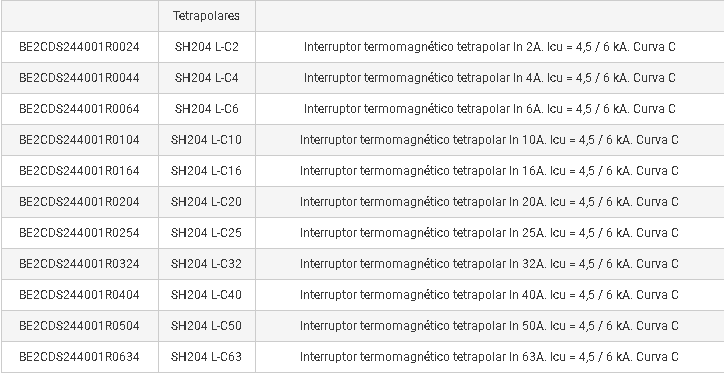 Tetrapolares
BE2CDS244001R0024 SH204 L-C2 Interruptor termomagnético tetrapolar In 2A. Icu = 4,5 / 6 kA. Curva C
BE2CDS244001R0044 SH204 L-C4 Interruptor termomagnético tetrapolar In 4A. Icu = 4,5 / 6 kA. Curva C
BE2CDS244001R0064 SH204 L-C6 Interruptor termomagnético tetrapolar In 6A. Icu = 4,5 / 6 kA. Curva C
BE2CDS244001R0104 SH204 L-C10 Interruptor termomagnético tetrapolar In 10A. Icu = 4,5 / 6 kA. Curva C
BE2CDS244001R0164 SH204 L-C16 Interruptor termomagnético tetrapolar In 16A. Icu = 4,5 / 6 kA. Curva C
BE2CDS244001R0204 SH204 L-C20 Interruptor termomagnético tetrapolar In 20A. Icu = 4,5 / 6 kA. Curva C
BE2CDS244001R0254 SH204 L-C25 Interruptor termomagnético tetrapolar In 25A. Icu = 4,5 / 6 kA. Curva C
BE2CDS244001R0324 SH204 L-C32 Interruptor termomagnético tetrapolar In 32A. Icu = 4,5 / 6 kA. Curva C
BE2CDS244001R0404 SH204 L-C40 Interruptor termomagnético tetrapolar In 40A. Icu = 4,5 / 6 kA. Curva C
BE2CDS244001R0504 SH204 L-C50 Interruptor termomagnético tetrapolar In 50A. Icu = 4,5 / 6 kA. Curva C
BE2CDS244001R0634 SH204 L-C63 Interruptor termomagnético tetrapolar In 63A. Icu = 4,5 / 6 kA. Curva C